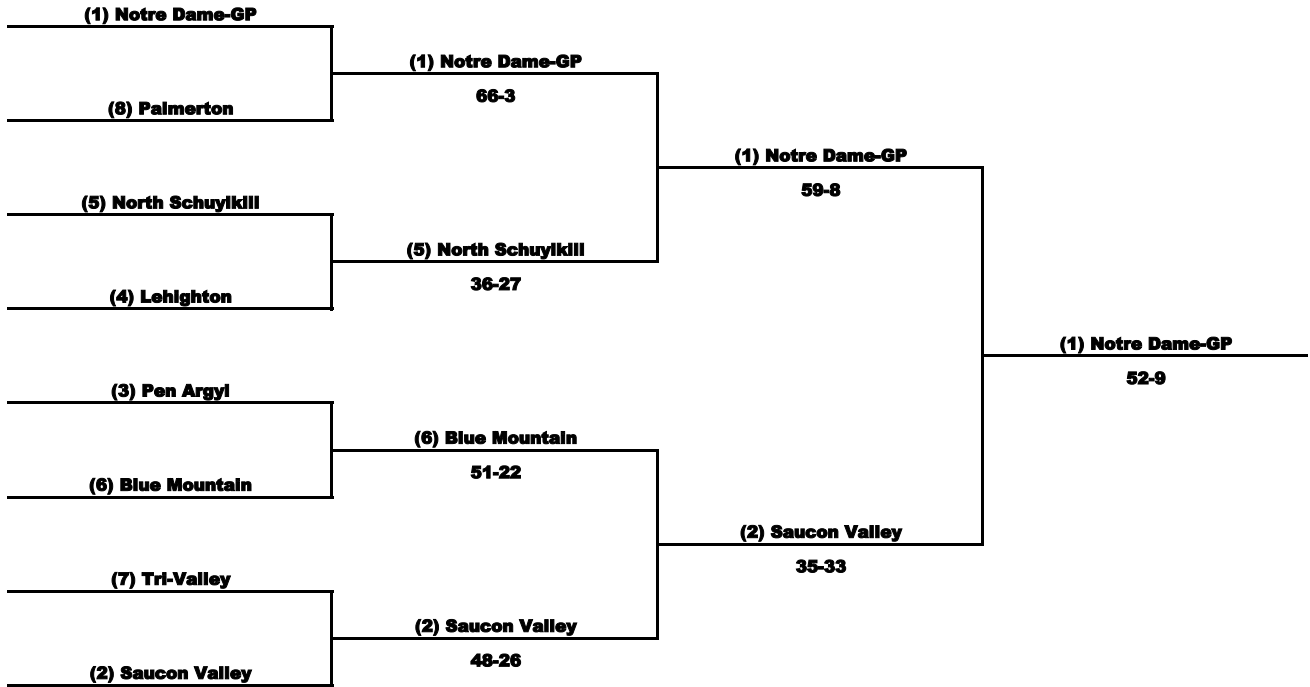 (1) Notre Dame-GP
(1) Notre Dame-GP
66-3
(8) Palmerton
(1) Notre Dame-GP
59-8
(5) North Schuylkill
(5) North Schuylkill
36-27
(4) Lehighton
(1) Notre Dame-GP
52-9
(3) Pen Argyl
(6) Blue Mountain
51-22
(6) Blue Mountain
(2) Saucon Valley
35-33
(7) Tri-Valley
(2) Saucon Valley
48-26
(2) Saucon Valley